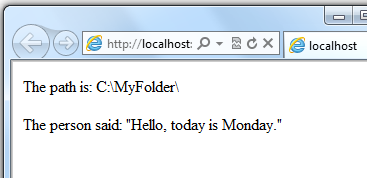 http://localhost:
localhost
The path is: C:\MyFolder\
The person said: "Hello, today is Monday."